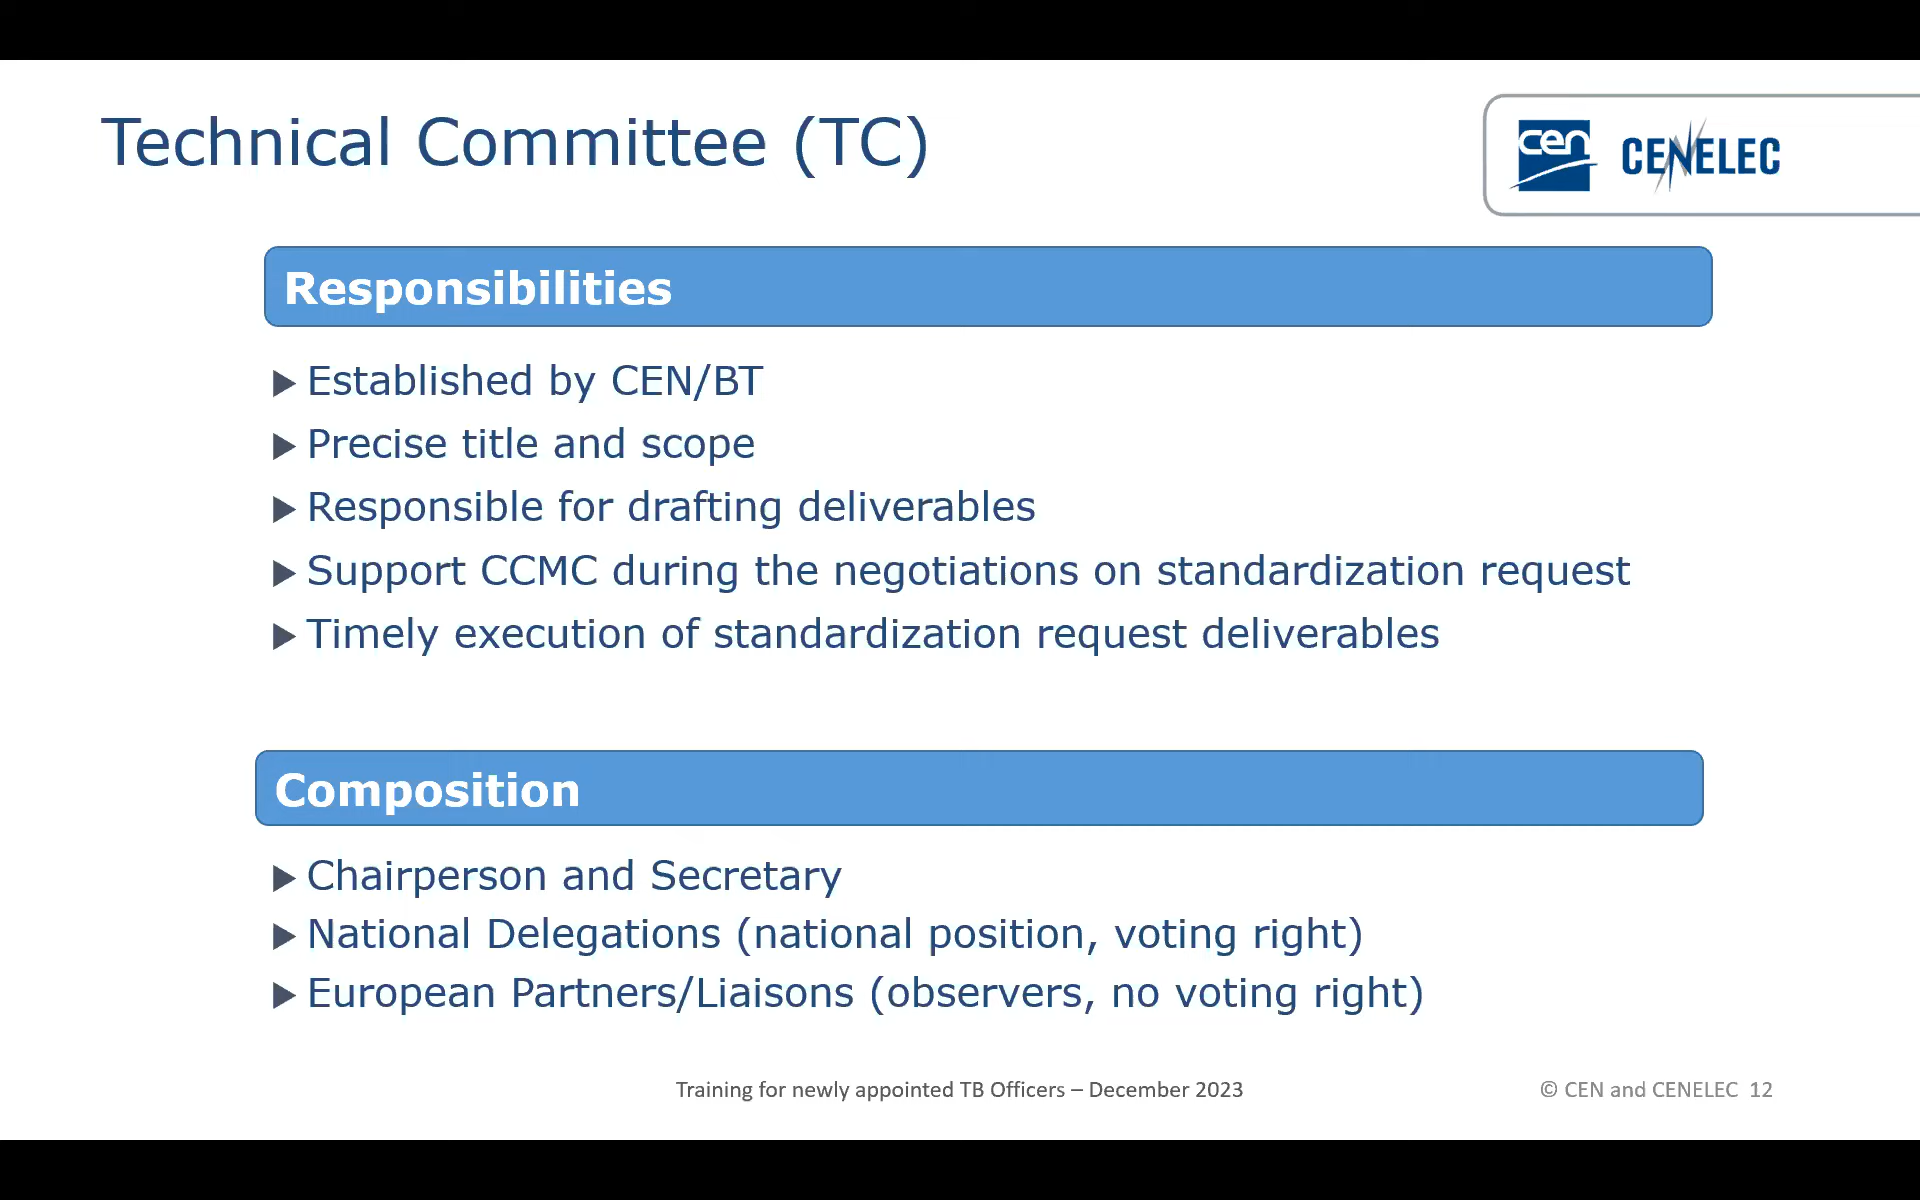 Technical Committee (TC)
cen
CENELEC
Responsibilities
Established by CEN/BT
Precise title and scope
Responsible for drafting deliverables
Support CCMC during the negotiations on standardization request
Timely execution of standardization request deliverables
Composition
Chairperson and Secretary
National Delegations (national position, voting right)
European Partners/Liaisons (observers, no voting right)
Training for newly appointed TB Officers – December 2023
© CEN and CENELEC 12